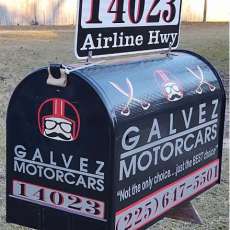 14023
Airline Hwy
GALVEZ
MOTORCARS
14023
GALVEZ
MOTORCARS
"Not the only choice... just the BEST choice"
(225) 647-5501